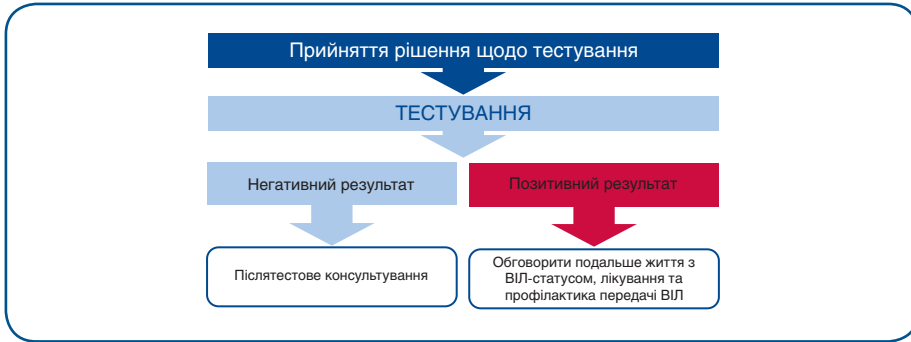 Прийняття рішення щодо тестування
ТЕСТУВАННЯ
Негативний результат
Позитивний результат
Післятестове консультування
Обговорити подальше життя з
ВІЛ-статусом, лікування та
профілактика передачі ВІЛ